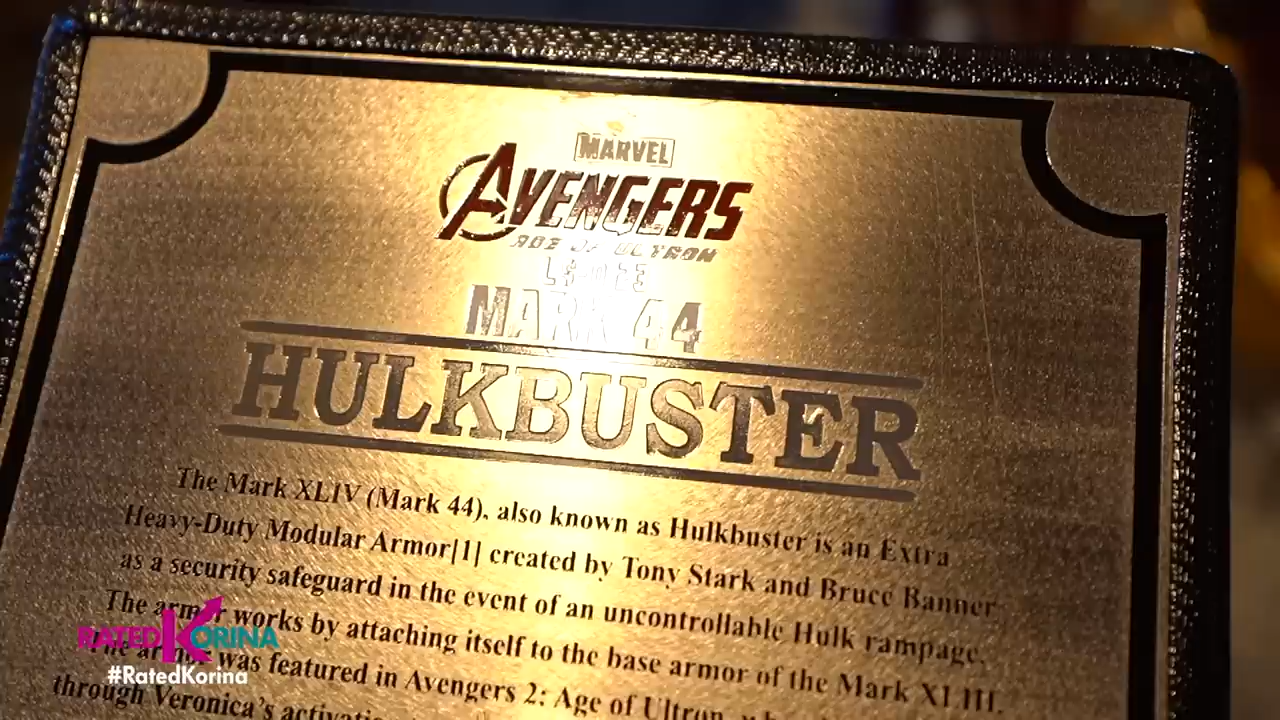 MARVEL
AVENGERS
AGE OF ULTRON
MARK 44
HULKBUSTER
The Mark XLIV (Mark 44), also known as Hulkbuster is an Extra
Heavy-Duty Modular Armor[1] created by Tony Stark and Bruce Banner
as a security safeguard in the event of an uncontrollable Hulk rampage.
The armor works by attaching itself to the base armor of the Mark XLIII.
The armor was featured in Avengers 2: Age of Ultron,
through Veronica's
RATED KORINA
#RatedKorina